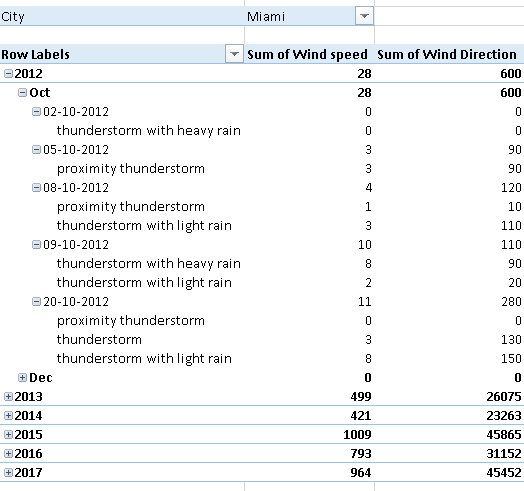 City Miami
Row Labels Sum of Wind speed Sum of Wind Direction
2012 28 600
Oct 28 600
02-10-2012 0 0
thunderstorm with heavy rain 0 0
05-10-2012 3 90
proximity thunderstorm 3 90
08-10-2012 4 120
proximity thunderstorm 1 10
thunderstorm with light rain 3 110
09-10-2012 10 110
thunderstorm with heavy rain 8 90
thunderstorm with light rain 2 20
20-10-2012 11 280
proximity thunderstorm 0 0
thunderstorm 3 130
thunderstorm with light rain 8 150
Dec 0 0
2013 499 26075
2014 421 23263
2015 1009 45865
2016 793 31152
2017 964 45452